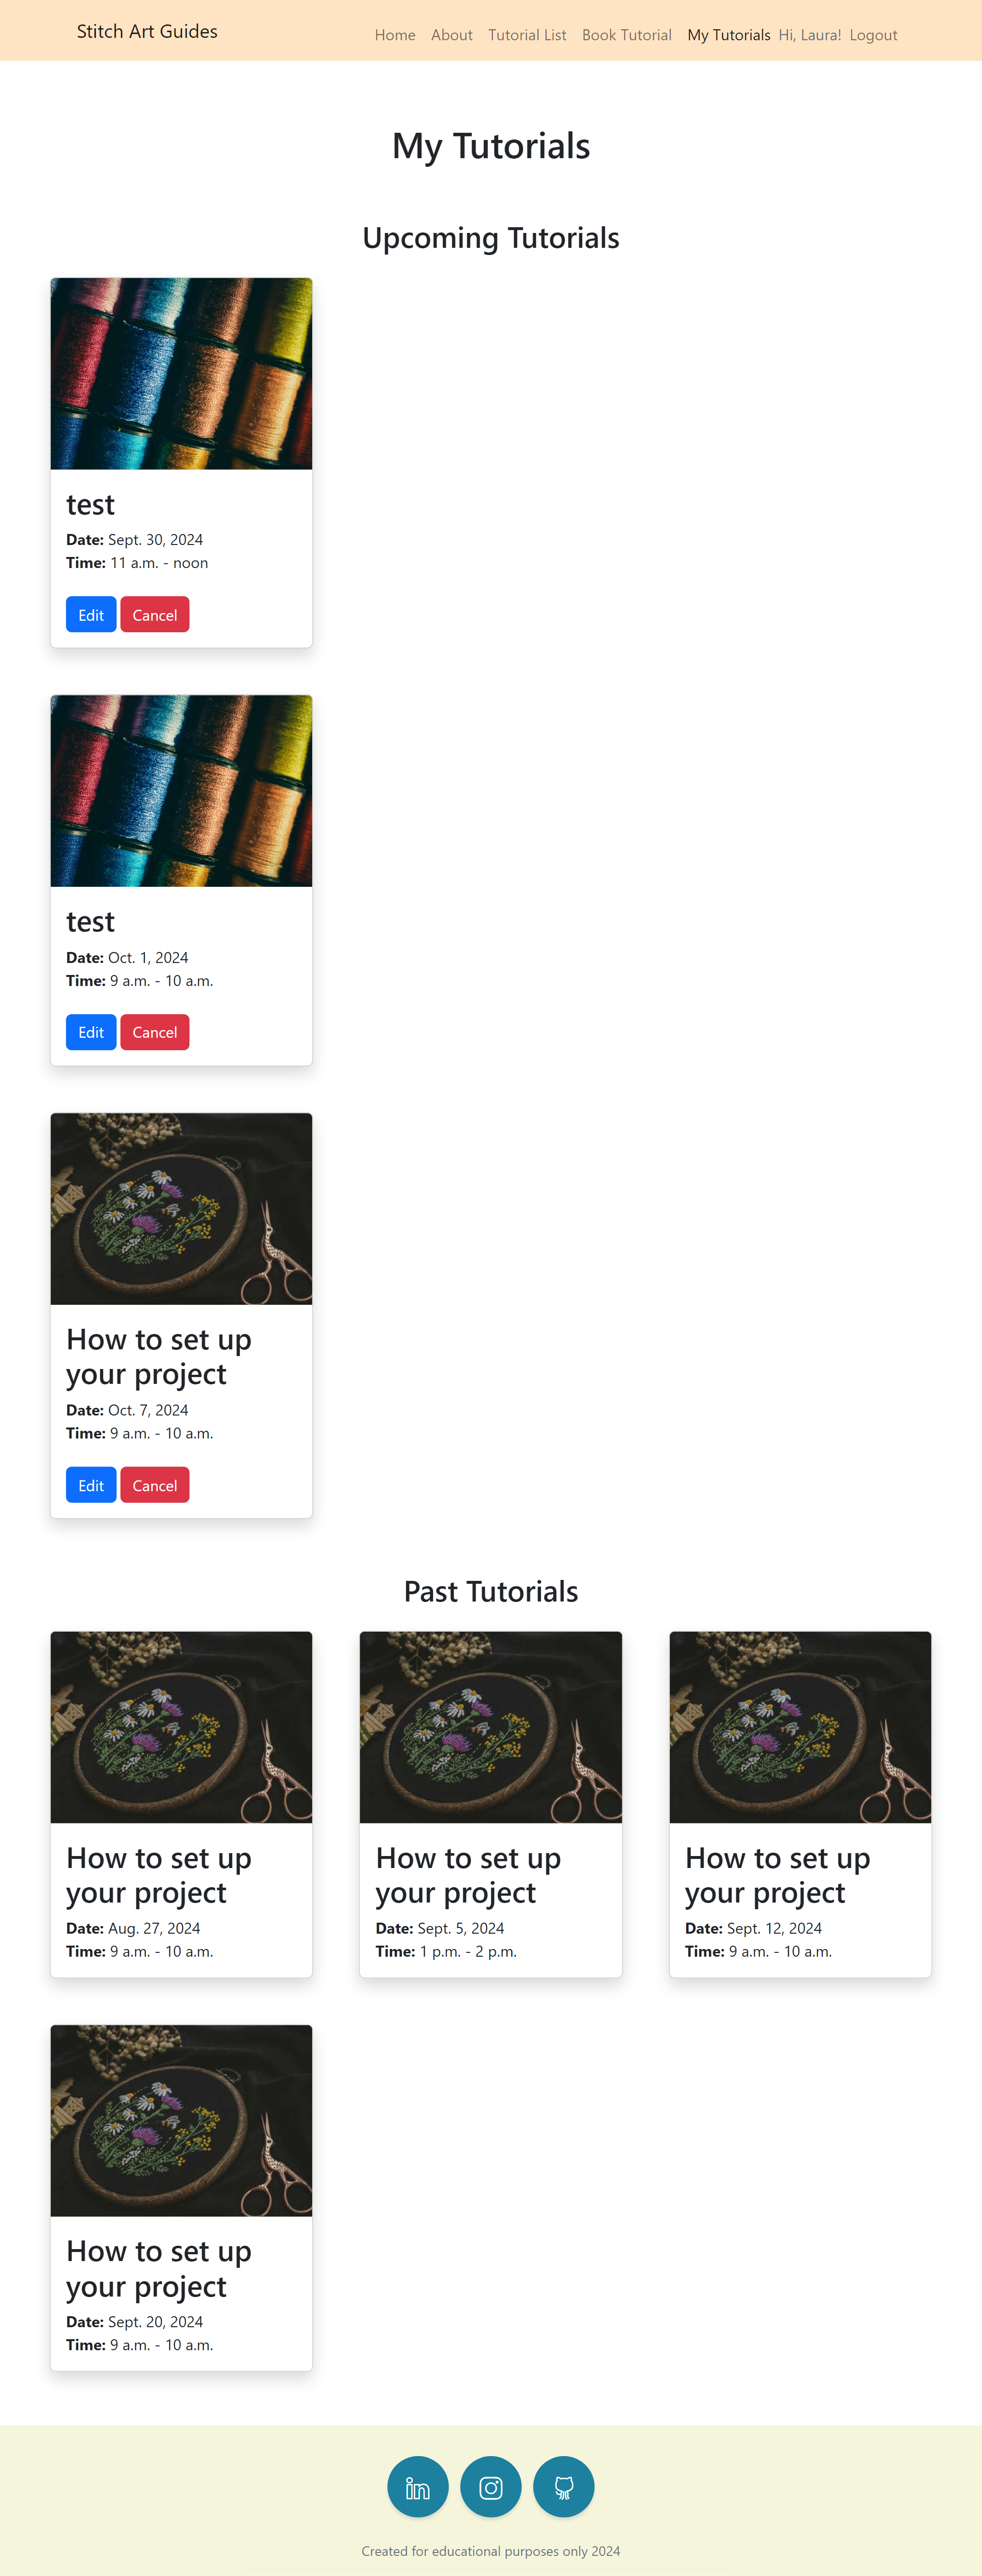 Stitch Art Guides
Home About Tutorial List Book Tutorial My Tutorials Hi, Laura! Logout
My Tutorials
Upcoming Tutorials
test
Date: Sept. 30, 2024
Time: 11 a.m. - noon
Edit Cancel
test
Date: Oct. 1, 2024
Time: 9 a.m. - 10 a.m.
Edit Cancel
How to set up
your project
Date: Oct. 7, 2024
Time: 9 a.m. - 10 a.m.
Edit Cancel
Past Tutorials
How to set up
your project
Date: Aug. 27, 2024
Time: 9 a.m. - 10 a.m.
How to set up
your project
Date: Sept. 5, 2024
Time: 1 p.m. - 2 p.m.
How to set up
your project
Date: Sept. 12, 2024
Time: 9 a.m. - 10 a.m.
How to set up
your project
Date: Sept. 20, 2024
Time: 9 a.m. - 10 a.m.
in
Created for educational purposes only 2024